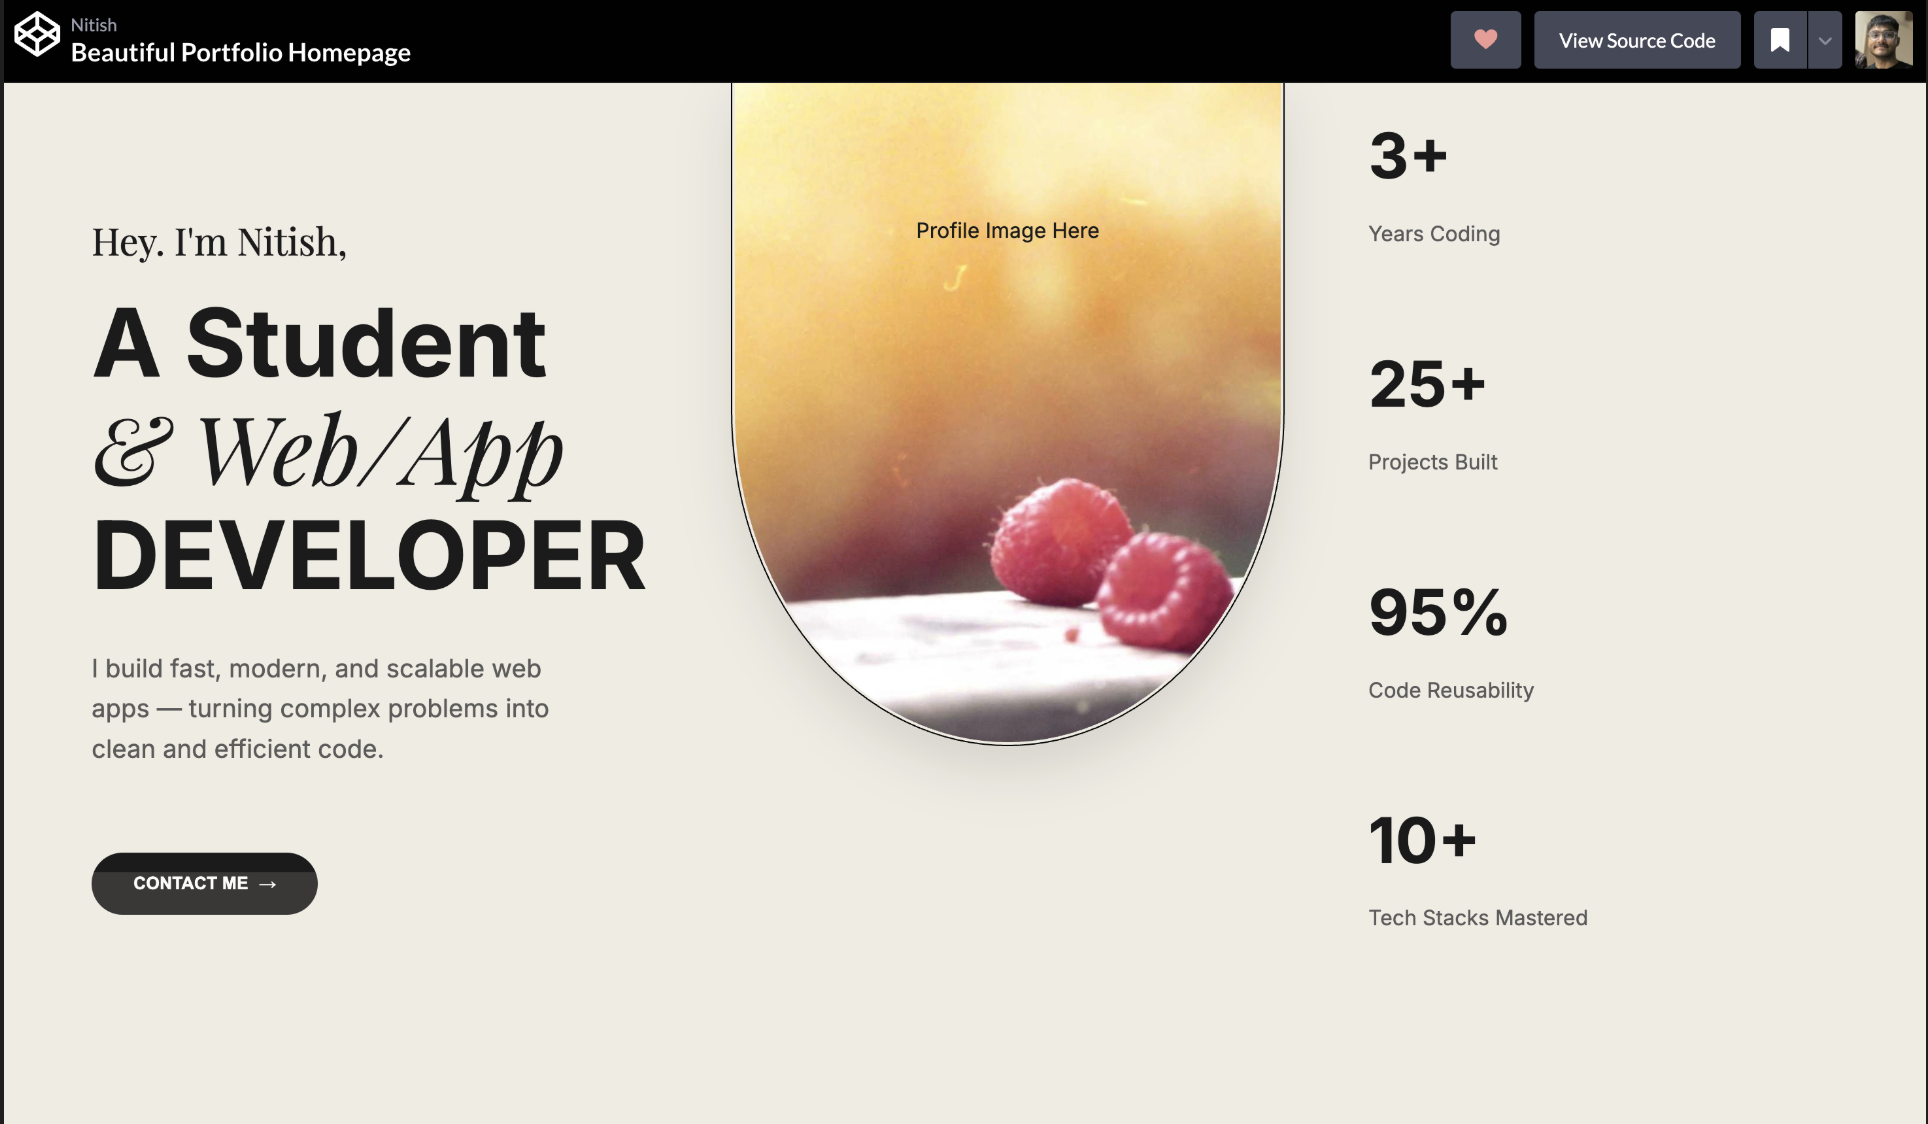 Nitish
Beautiful Portfolio Homepage
View Source Code
Hey. I'm Nitish,
A Student
& Web/App
DEVELOPER
I build fast, modern, and scalable web
apps — turning complex problems into
clean and efficient code.
CONTACT ME →
Profile Image Here
3+
Years Coding
25+
Projects Built
95%
Code Reusability
10+
Tech Stacks Mastered